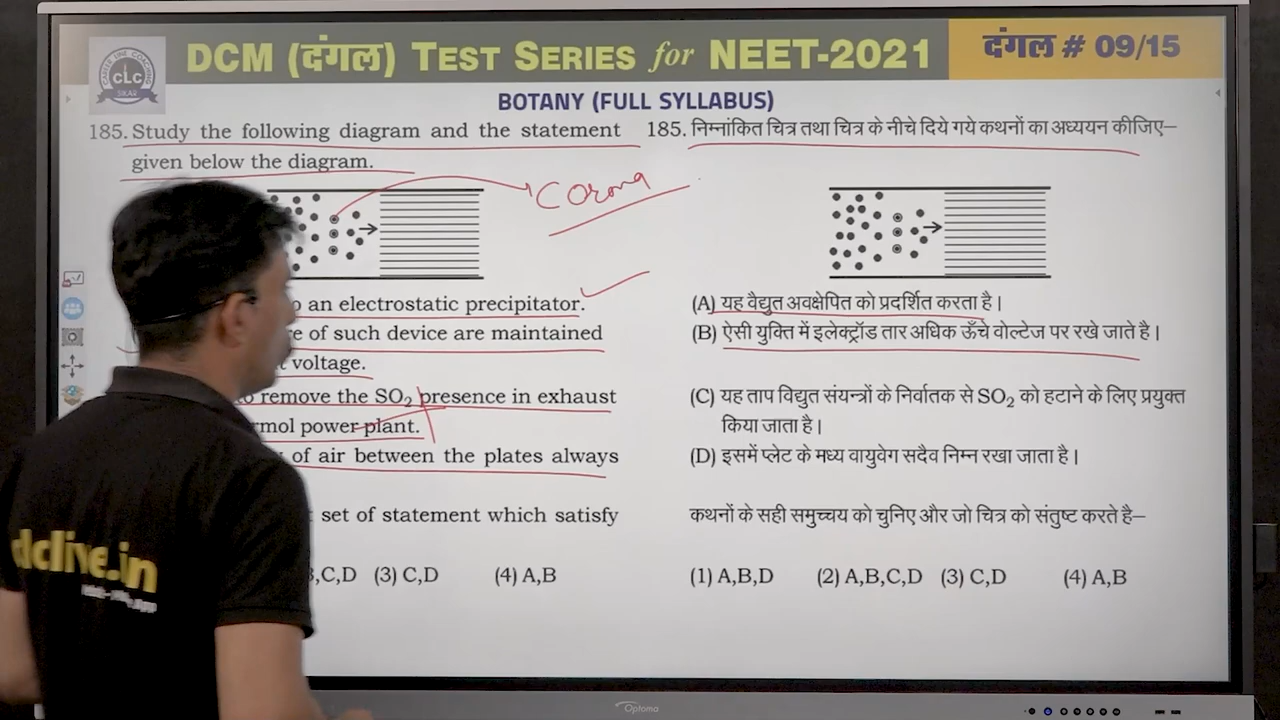 DCM (दंगल) TEST SERIES for NEET-2021
दंगल # 09/15
CLC
SIKAR
BOTANY (FULL SYLLABUS)
185. Study the following diagram and the statement
given below the diagram.
Corona
an electrostatic precipitator.
of such device are maintained
voltage.
remove the SO₂ presence in exhaust
power plant.
of air between the plates always
set of statement which satisfy
B,C,D (3) C,D (4) A,B
185. निम्नांकित चित्र तथा चित्र के नीचे दिये गये कथनों का अध्ययन कीजिए–
(A) यह वैद्युत अवक्षेपित को प्रदर्शित करता है।
(B) ऐसी युक्ति में इलेक्ट्रॉड तार अधिक ऊँचे वोल्टेज पर रखे जाते है।
(C) यह ताप विद्युत संयन्त्रों के निर्वातक से SO₂ को हटाने के लिए प्रयुक्त
किया जाता है।
(D) इसमें प्लेट के मध्य वायुवेग सदैव निम्न रखा जाता है।
कथनों के सही समुच्चय को चुनिए और जो चित्र को संतुष्ट करते है–
(1) A,B,D (2) A,B,C,D (3) C,D (4) A,B
clclive.in
Optoma